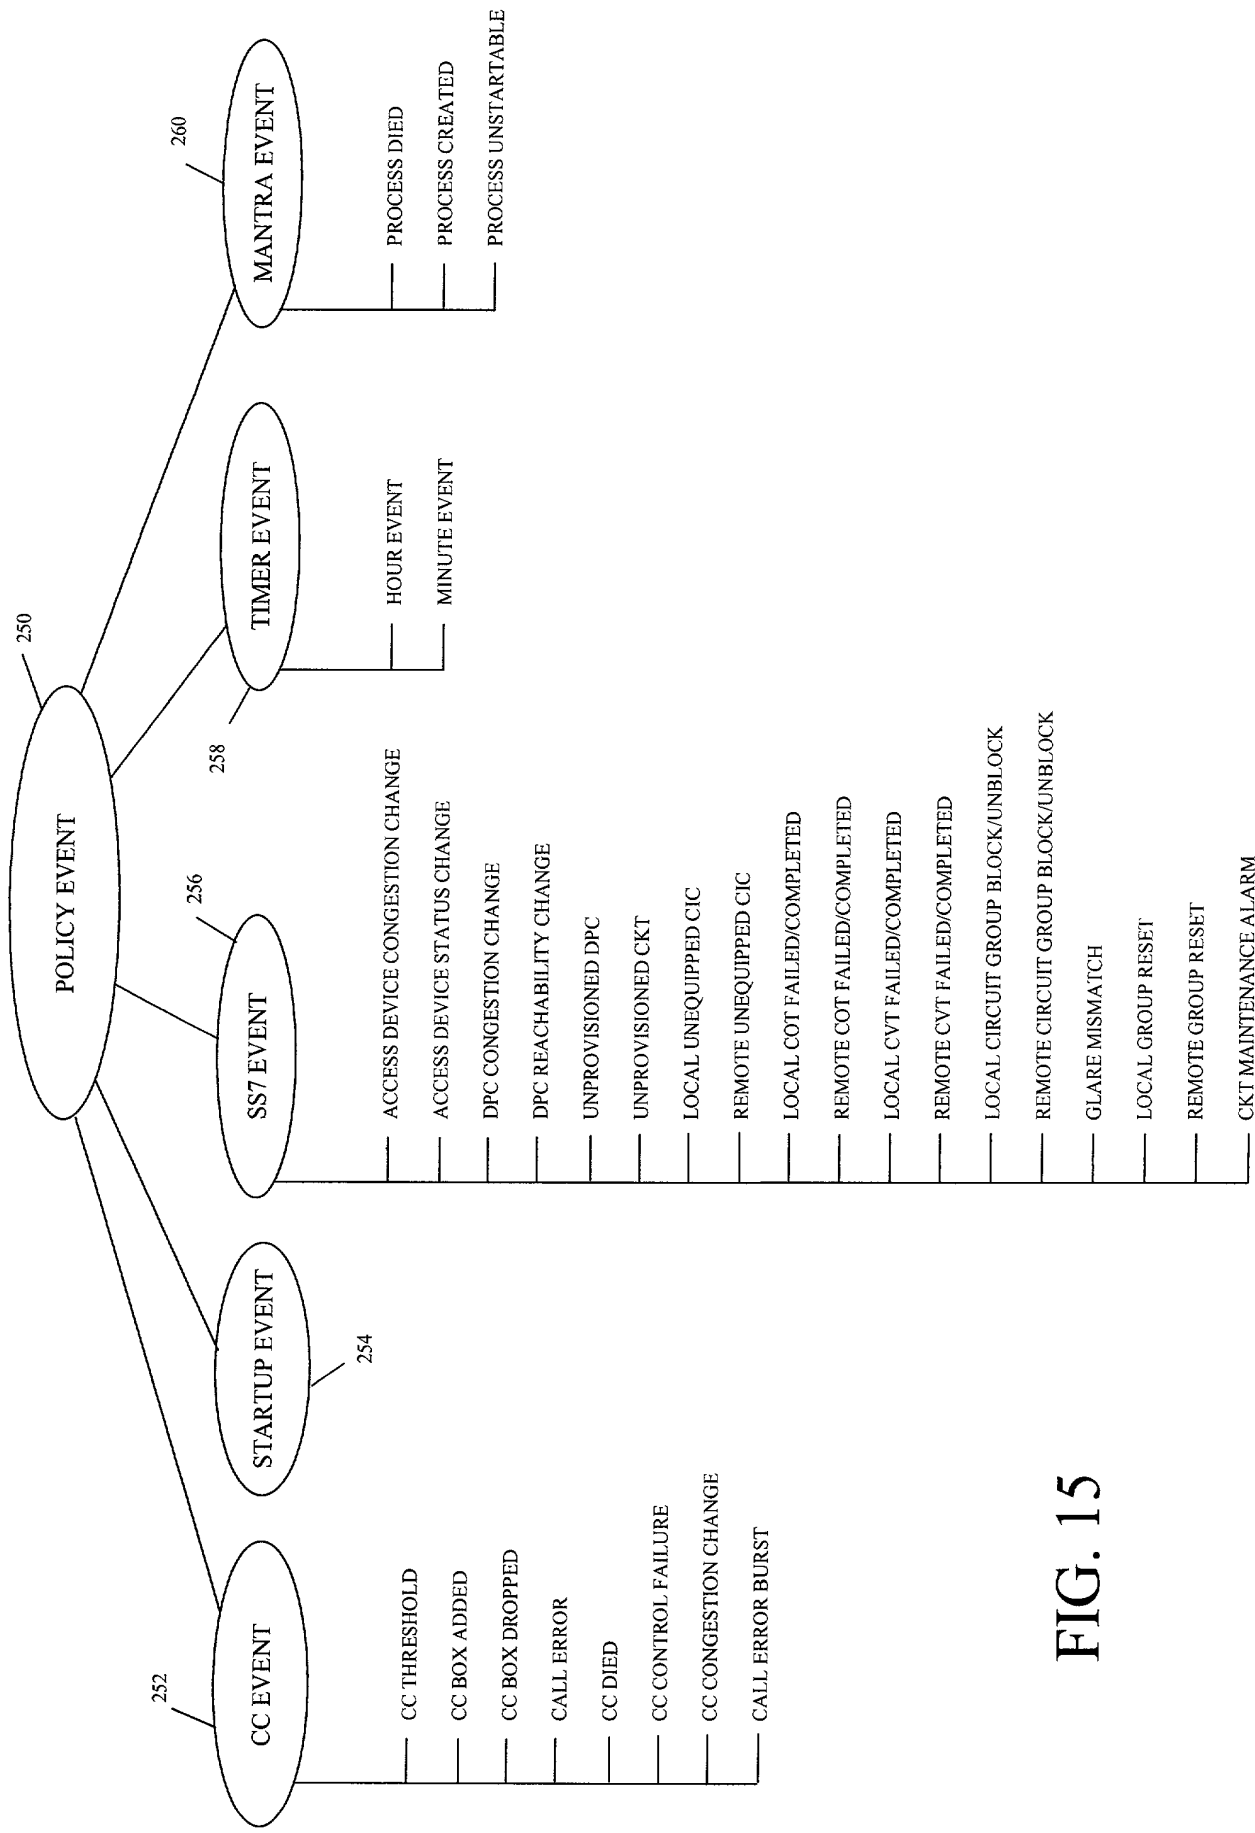 250
POLICY EVENT
252
CC EVENT
CC THRESHOLD
CC BOX ADDED
CC BOX DROPPED
CALL ERROR
CC DIED
CC CONTROL FAILURE
CC CONGESTION CHANGE
CALL ERROR BURST
STARTUP EVENT
254
256
SS7 EVENT
ACCESS DEVICE CONGESTION CHANGE
ACCESS DEVICE STATUS CHANGE
DPC CONGESTION CHANGE
DPC REACHABILITY CHANGE
UNPROVISIONED DPC
UNPROVISIONED CKT
LOCAL UNEQUIPPED CIC
REMOTE UNEQUIPPED CIC
LOCAL COT FAILED/COMPLETED
REMOTE COT FAILED/COMPLETED
LOCAL CVT FAILED/COMPLETED
REMOTE CVT FAILED/COMPLETED
LOCAL CIRCUIT GROUP BLOCK/UNBLOCK
REMOTE CIRCUIT GROUP BLOCK/UNBLOCK
GLARE MISMATCH
LOCAL GROUP RESET
REMOTE GROUP RESET
CKT MAINTENANCE ALARM
258
TIMER EVENT
HOUR EVENT
MINUTE EVENT
260
MANTRA EVENT
PROCESS DIED
PROCESS CREATED
PROCESS UNSTARTABLE
FIG. 15